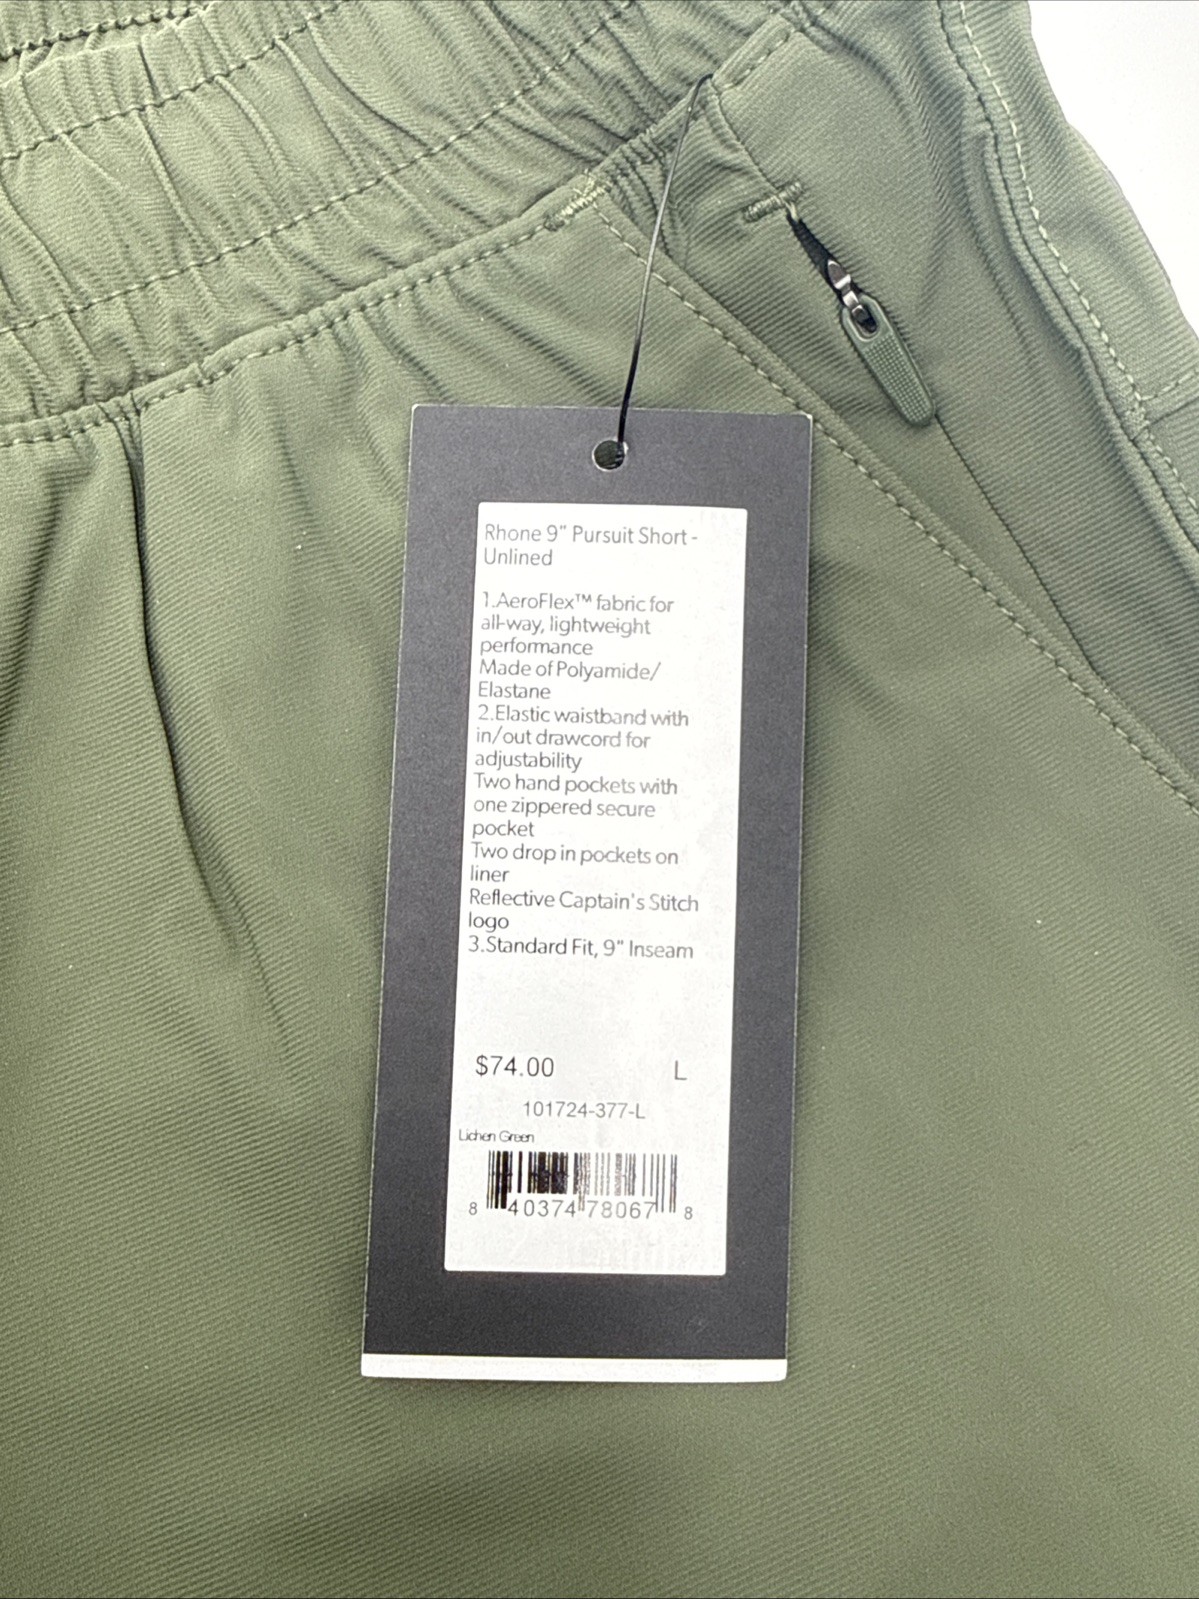 Rhone 9" Pursuit Short -
Unlined
1.AeroFlex™ fabric for
all-way, lightweight
performance
Made of Polyamide/
Elastane
2.Elastic waistband with
in/out drawcord for
adjustability
Two hand pockets with
one zippered secure
pocket
Two drop in pockets on
liner
Reflective Captain's Stitch
logo
3.Standard Fit, 9" Inseam
$74.00 L
101724-377-L
Lichen Green
8 40374 78067 8